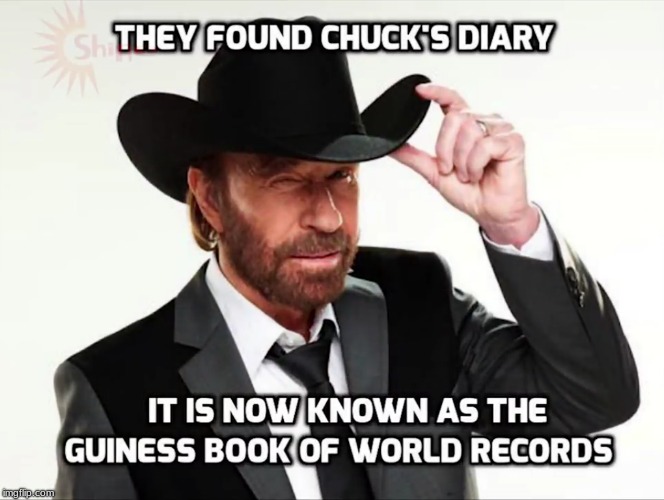 THEY FOUND CHUCK'S DIARY
IT IS NOW KNOWN AS THE
GUINESS BOOK OF WORLD RECORDS
imgflip.com